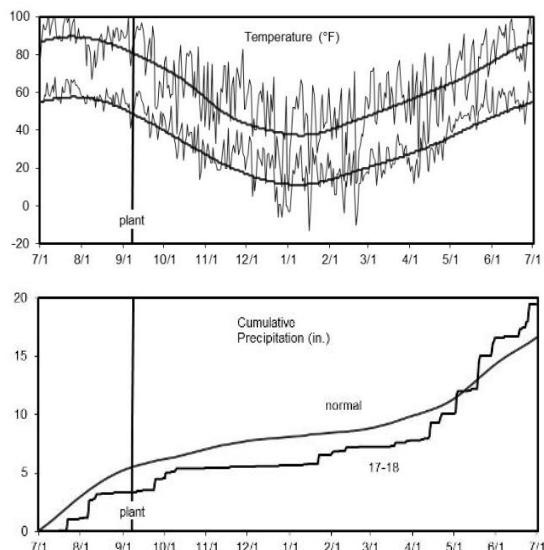 100
Temperature (°F)
80
60
40
20
0
plant
-20
7/1 8/1 9/1 10/1 11/1 12/1 1/1 2/1 3/1 4/1 5/1 6/1 7/1
20
Cumulative
Precipitation (in.)
15
normal
10
17-18
5
plant
0
7/1 8/1 9/1 10/1 11/1 12/1 1/1 2/1 3/1 4/1 5/1 6/1 7/1